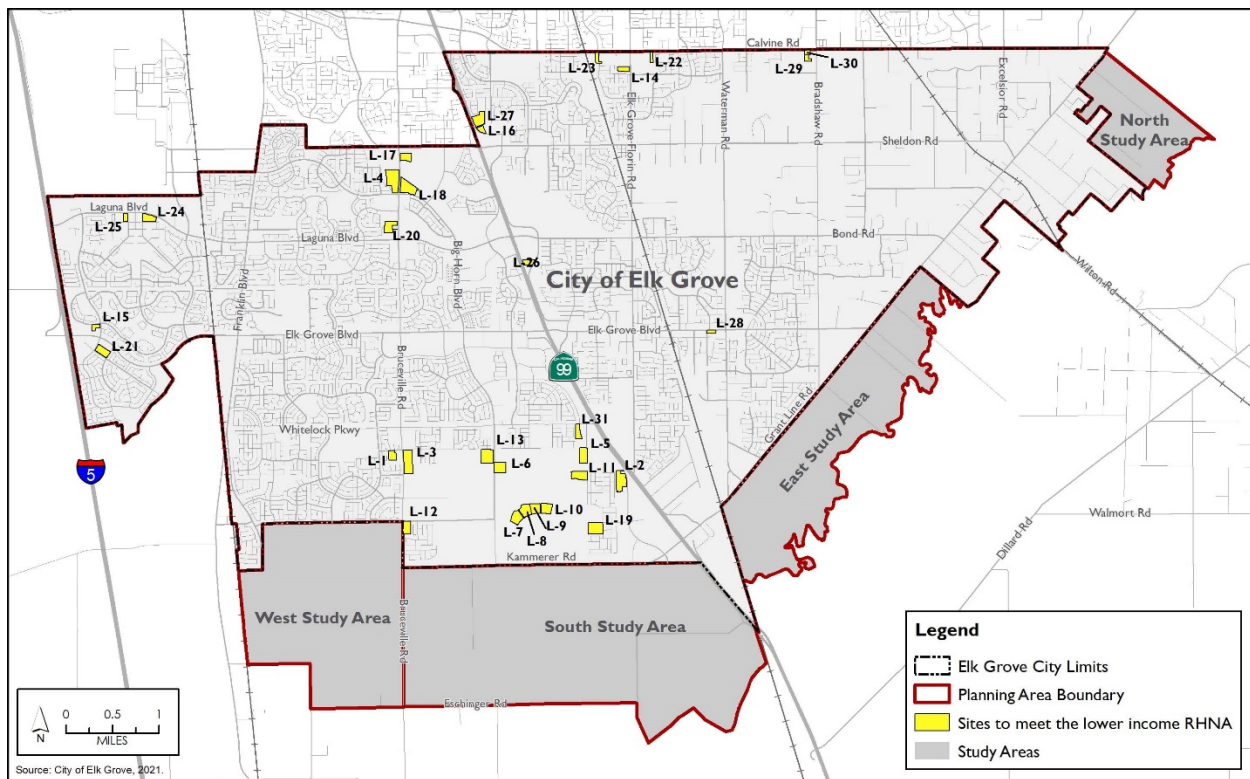 Calvine Rd
L-23
L-22
L-14
L-29
L-30
Elk Grove-Florin Rd
Waterman Rd
Bradshaw Rd
Excelsior Rd
North
Study Area
L-27
L-16
Sheldon Rd
L-17
L-4
L-18
Laguna Blvd
L-24
L-25
L-20
Laguna Blvd
Big Horn Blvd
Bond Rd
L-26
City of Elk Grove
Wilton Rd
Franklin Blvd
L-15
L-21
Elk Grove Blvd
Elk Grove Blvd
L-28
99
Bruceville Rd
Grant Line Rd
East Study Area
Whitelock Pkwy
L-31
L-13
L-5
L-1
L-3
L-6
L-11
L-2
5
L-12
L-10
L-9
L-7
L-8
L-19
Kammerer Rd
Walmort Rd
Dillard Rd
West Study Area
Bruceville Rd
South Study Area
Eschinger Rd
Legend
Elk Grove City Limits
Planning Area Boundary
Sites to meet the lower income RHNA
Study Areas
N
0 0.5 1
MILES
Source: City of Elk Grove, 2021.